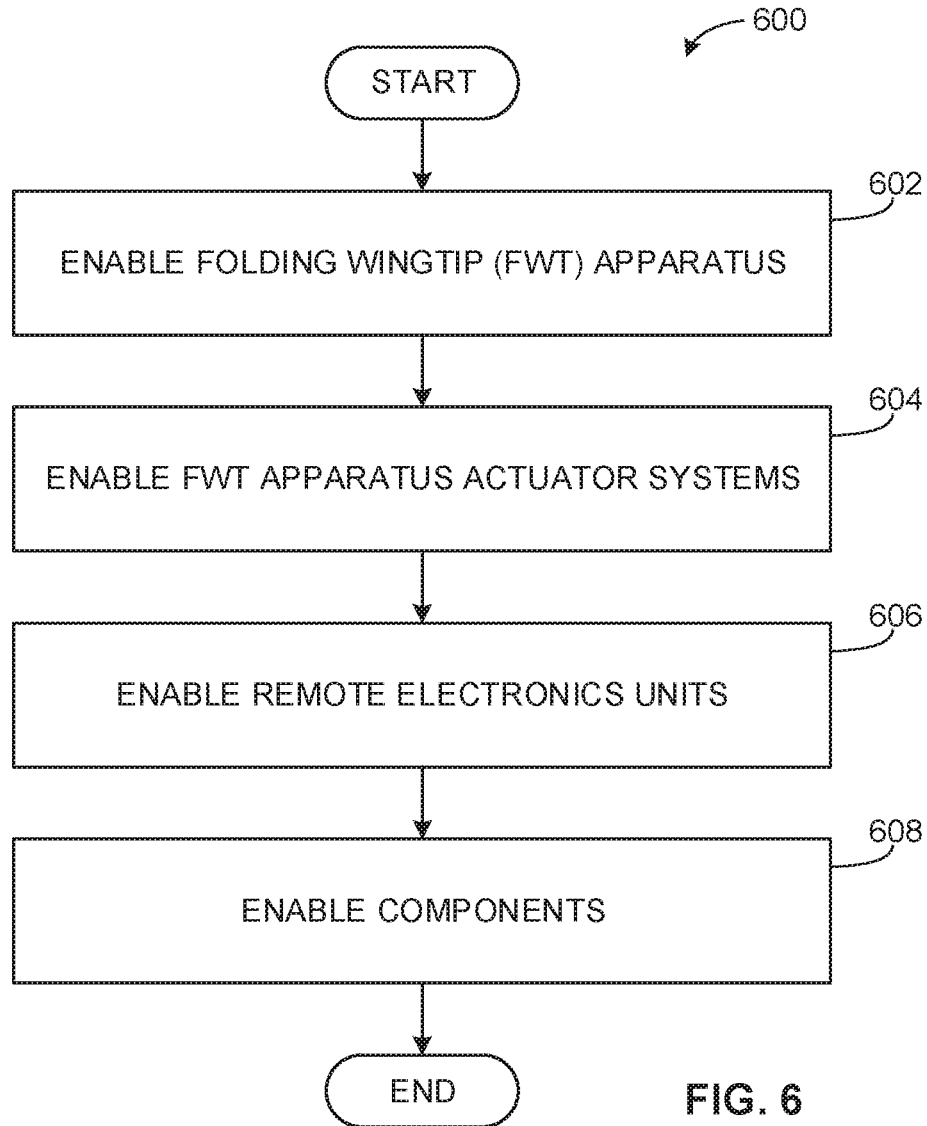 600
START
602
ENABLE FOLDING WINGTIP (FWT) APPARATUS
604
ENABLE FWT APPARATUS ACTUATOR SYSTEMS
606
ENABLE REMOTE ELECTRONICS UNITS
608
ENABLE COMPONENTS
END
FIG. 6